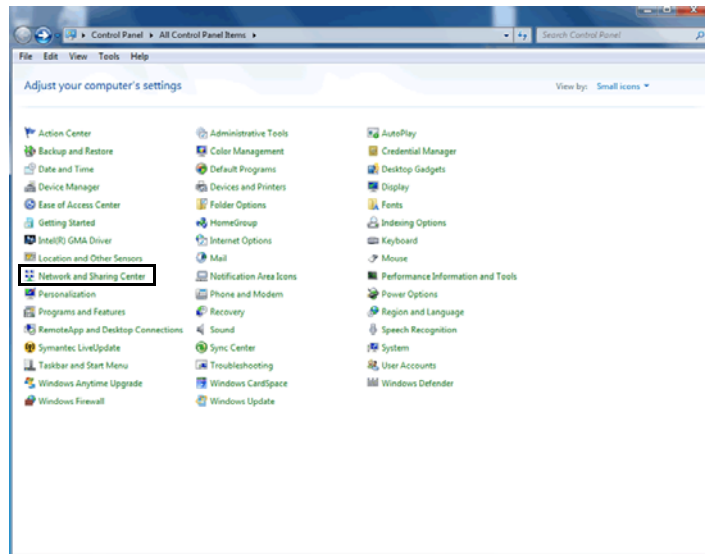 Control Panel ▸ All Control Panel Items ▸ Search Control Panel
File Edit View Tools Help
Adjust your computer's settings View by: Small icons
Action Center Administrative Tools AutoPlay
Backup and Restore Color Management Credential Manager
Date and Time Default Programs Desktop Gadgets
Device Manager Devices and Printers Display
Ease of Access Center Folder Options Fonts
Getting Started HomeGroup Indexing Options
Intel(R) GMA Driver Internet Options Keyboard
Location and Other Sensors Mail Mouse
Network and Sharing Center Notification Area Icons Performance Information and Tools
Personalization Phone and Modem Power Options
Programs and Features Recovery Region and Language
RemoteApp and Desktop Connections Sound Speech Recognition
Symantec LiveUpdate Sync Center System
Taskbar and Start Menu Troubleshooting User Accounts
Windows Anytime Upgrade Windows CardSpace Windows Defender
Windows Firewall Windows Update